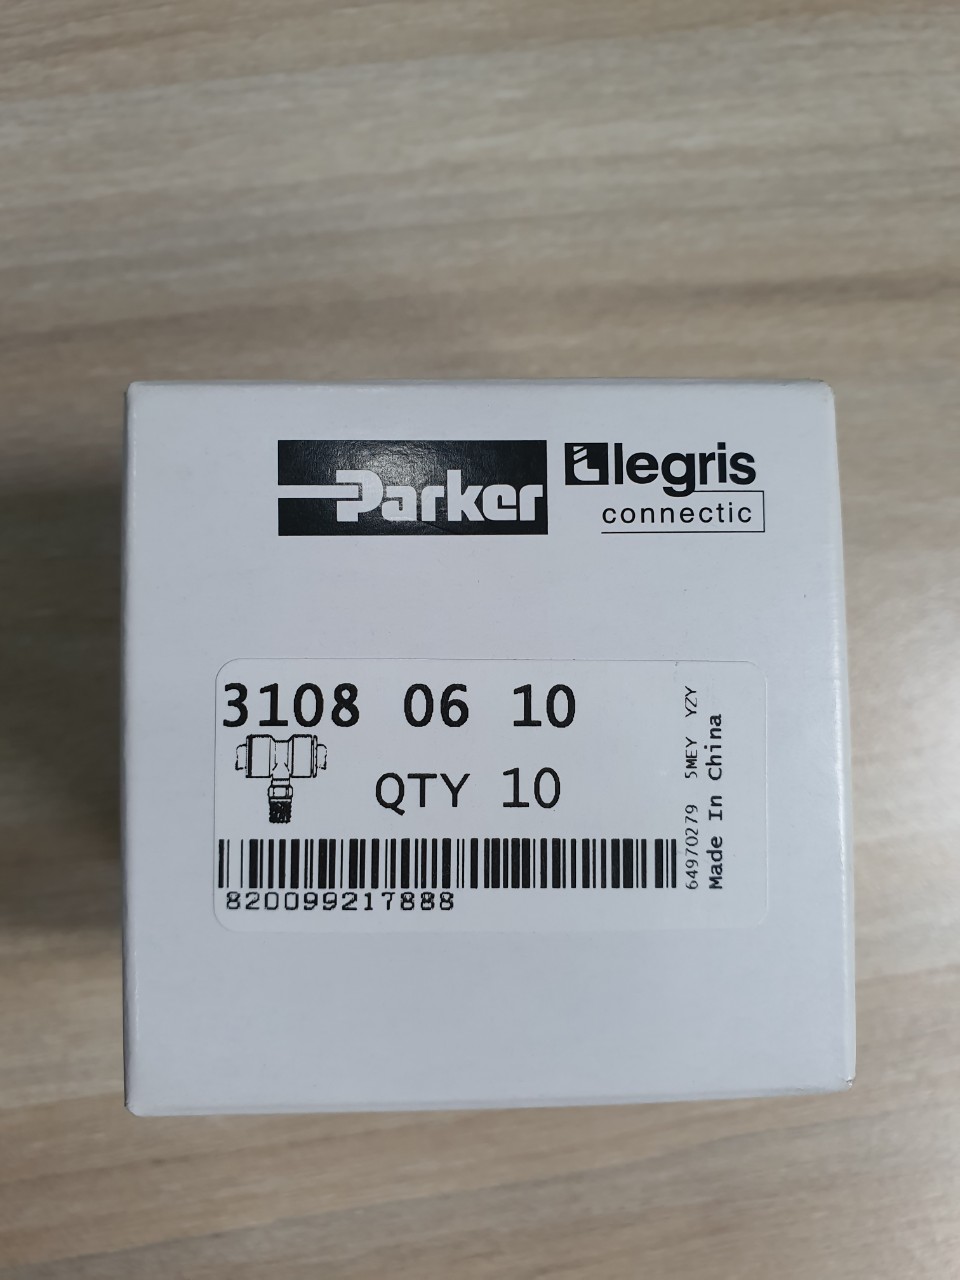 Parker
legris
connectic
3108 06 10
QTY 10
820099217888
64970279 5MEY YZY
Made In China